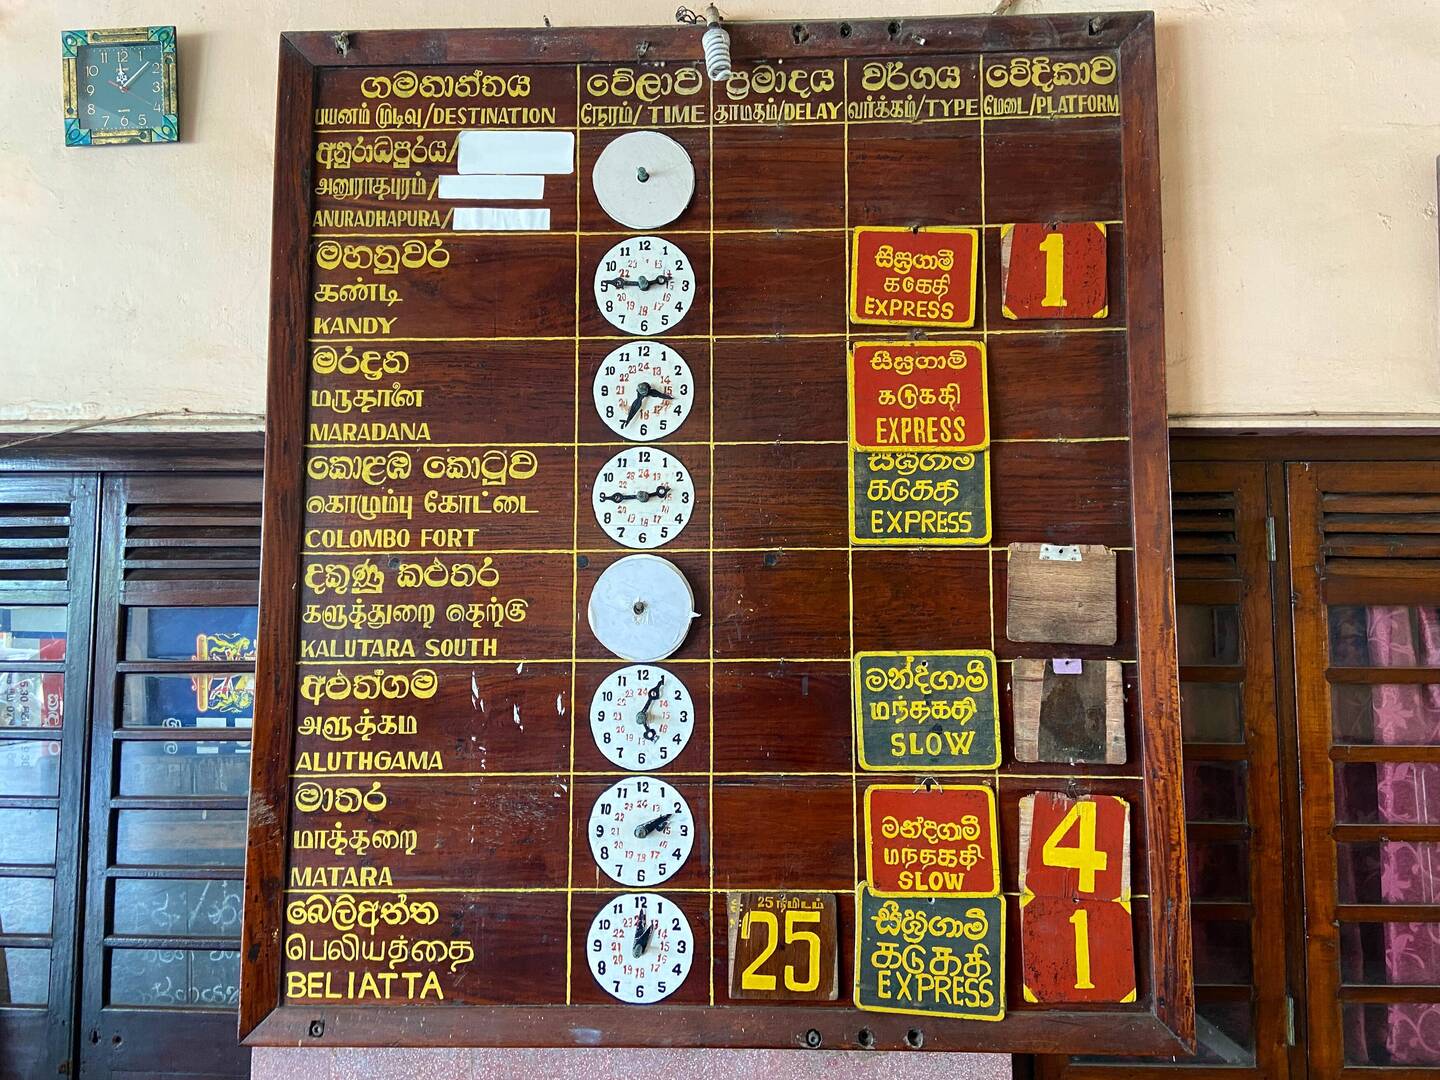 ගමනාන්තය
பயணம் முடிவு/DESTINATION
වේලාව
நேரம்/TIME
ප්‍රමාදය
தாமதம்/DELAY
වර්ගය
வர்க்கம்/TYPE
වේදිකාව
மேடை/PLATFORM
අනුරාධපුරය/
அனுராதபுரம்/
ANURADHAPURA/
මහනුවර
கண்டி
KANDY
සීඝ්‍රගාමී
கடுகதி
EXPRESS
1
මරදාන
மருதானை
MARADANA
සීඝ්‍රගාමී
கடுகதி
EXPRESS
කොළඹ කොටුව
கொழும்பு கோட்டை
COLOMBO FORT
සීඝ්‍රගාමී
கடுகதி
EXPRESS
දකුණු කළුතර
களுத்துறை தெற்கு
KALUTARA SOUTH
අළුත්ගම
அளுத்கம
ALUTHGAMA
මන්දගාමී
மந்தகதி
SLOW
මාතර
மாத்தறை
MATARA
මන්දගාමී
மந்தகதி
SLOW
4
බෙලිඅත්ත
பெலியத்தை
BELIATTA
25
சீඝ්‍රගාමී
கடுகதி
EXPRESS
1